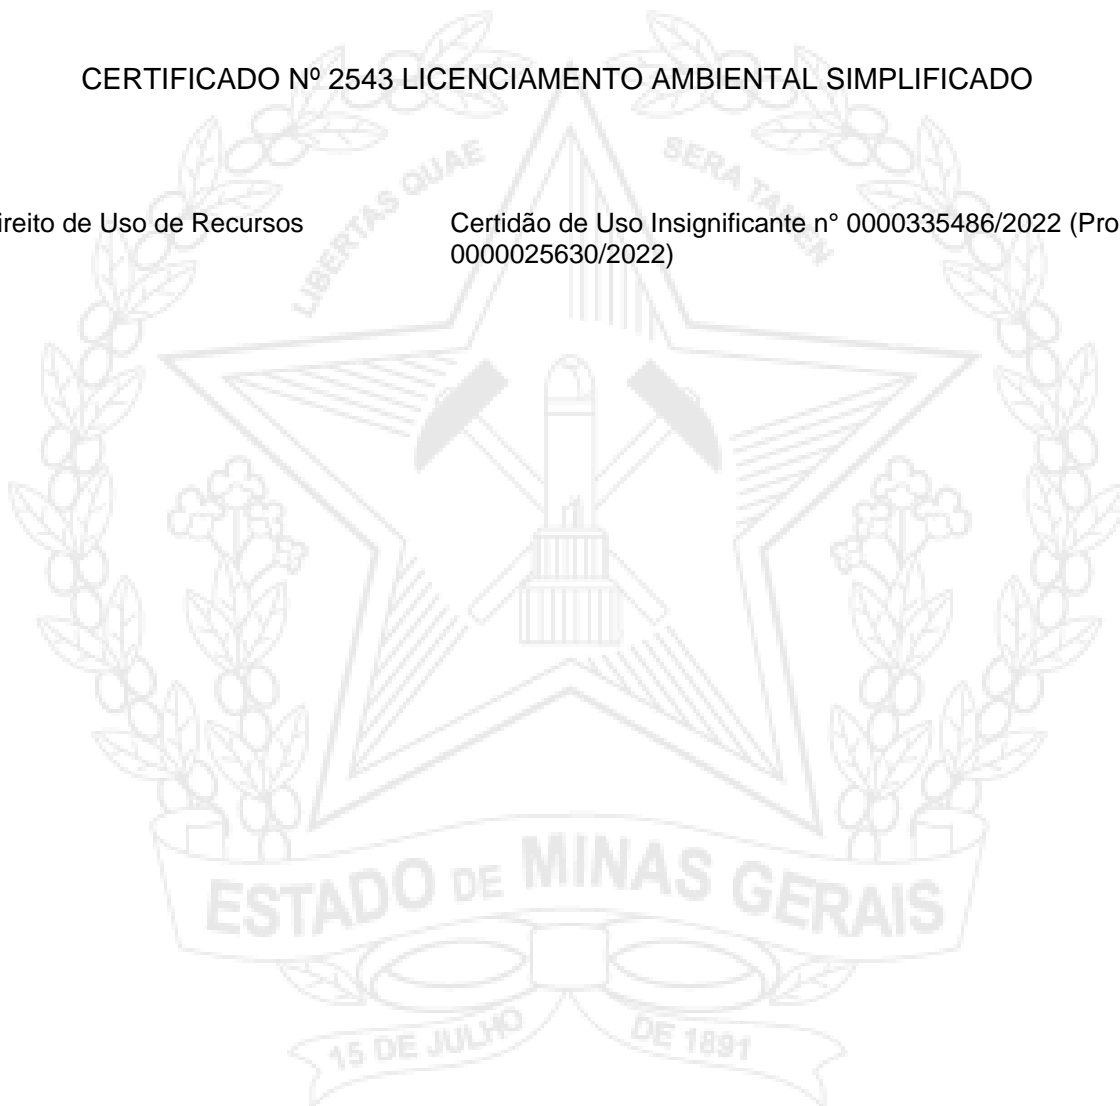 CERTIFICADO Nº 2543 LICENCIAMENTO AMBIENTAL SIMPLIFICADO
LIBERTAS QUAE SERA TAMEN
ireito de Uso de Recursos
Certidão de Uso Insignificante n° 0000335486/2022 (Pro
0000025630/2022)
ESTADO DE MINAS GERAIS
15 DE JULHO DE 1891